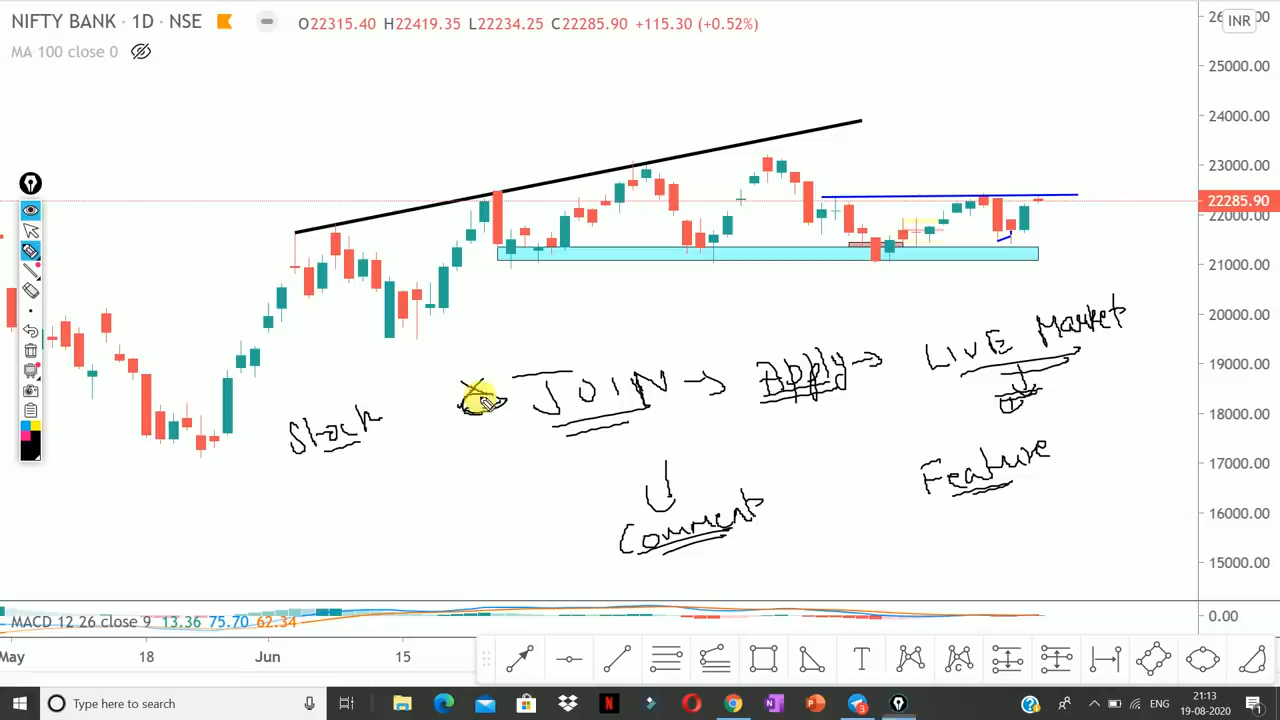 NIFTY BANK · 1D · NSE O22315.40 H22419.35 L22234.25 C22285.90 +115.30 (+0.52%)
MA 100 close 0
INR
25000.00
24000.00
23000.00
22285.90
22000.00
21000.00
20000.00
19000.00
18000.00
17000.00
16000.00
15000.00
LIVE Market
JOIN → Apply →
Stock
Feature
Comment
MACD 12 26 close 9 13.36 75.70 62.34
0.00
May 18 Jun 15
Type here to search
ENG
21:13
19-08-2020